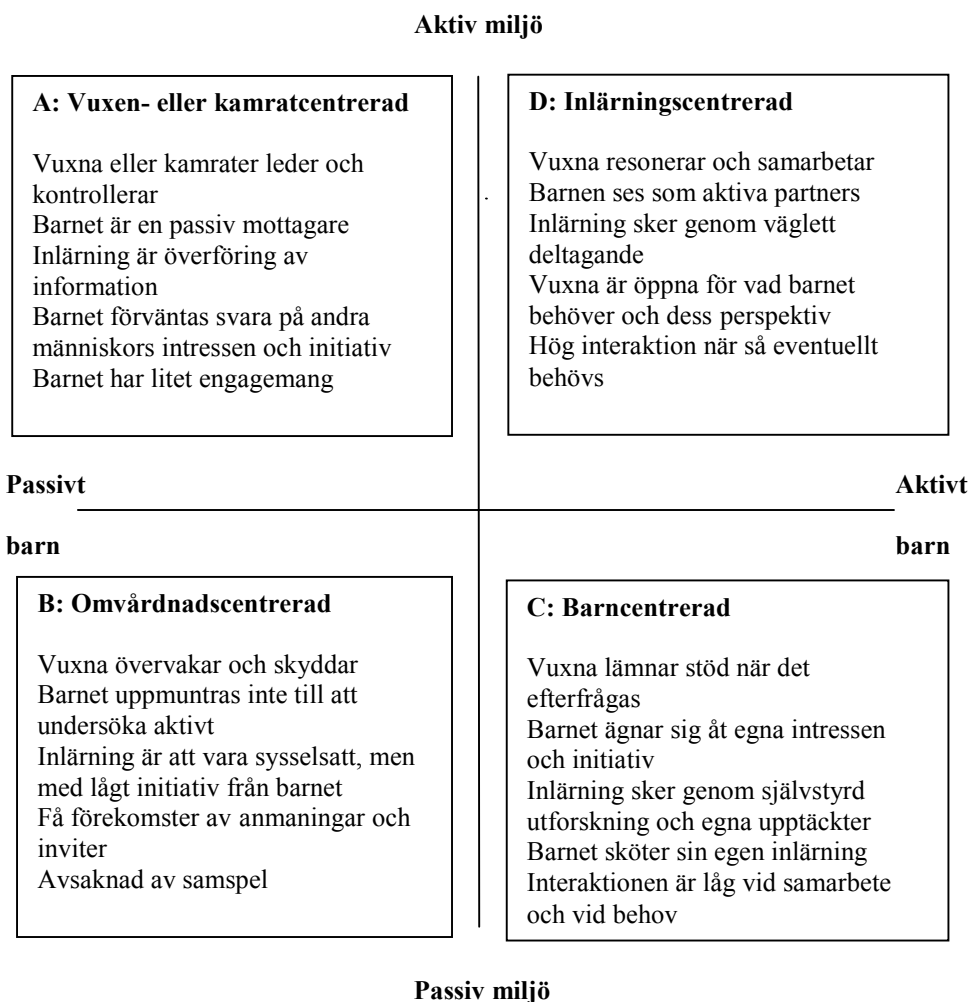 Aktiv miljö
A: Vuxen- eller kamratcentrerad
Vuxna eller kamrater leder och
kontrollerar
Barnet är en passiv mottagare
Inlärning är överföring av
information
Barnet förväntas svara på andra
människors intressen och initiativ
Barnet har litet engagemang
D: Inlärningscentrerad
Vuxna resonerar och samarbetar
Barnen ses som aktiva partners
Inlärning sker genom väglett
deltagande
Vuxna är öppna för vad barnet
behöver och dess perspektiv
Hög interaktion när så eventuellt
behövs
Passivt
barn
Aktivt
barn
B: Omvårdnadscentrerad
Vuxna övervakar och skyddar
Barnet uppmuntras inte till att
undersöka aktivt
Inlärning är att vara sysselsatt, men
med lågt initiativ från barnet
Få förekomster av anmaningar och
inviter
Avsaknad av samspel
C: Barncentrerad
Vuxna lämnar stöd när det
efterfrågas
Barnet ägnar sig åt egna intressen
och initiativ
Inlärning sker genom självstyrd
utforskning och egna upptäckter
Barnet sköter sin egen inlärning
Interaktionen är låg vid samarbete
och vid behov
Passiv miljö